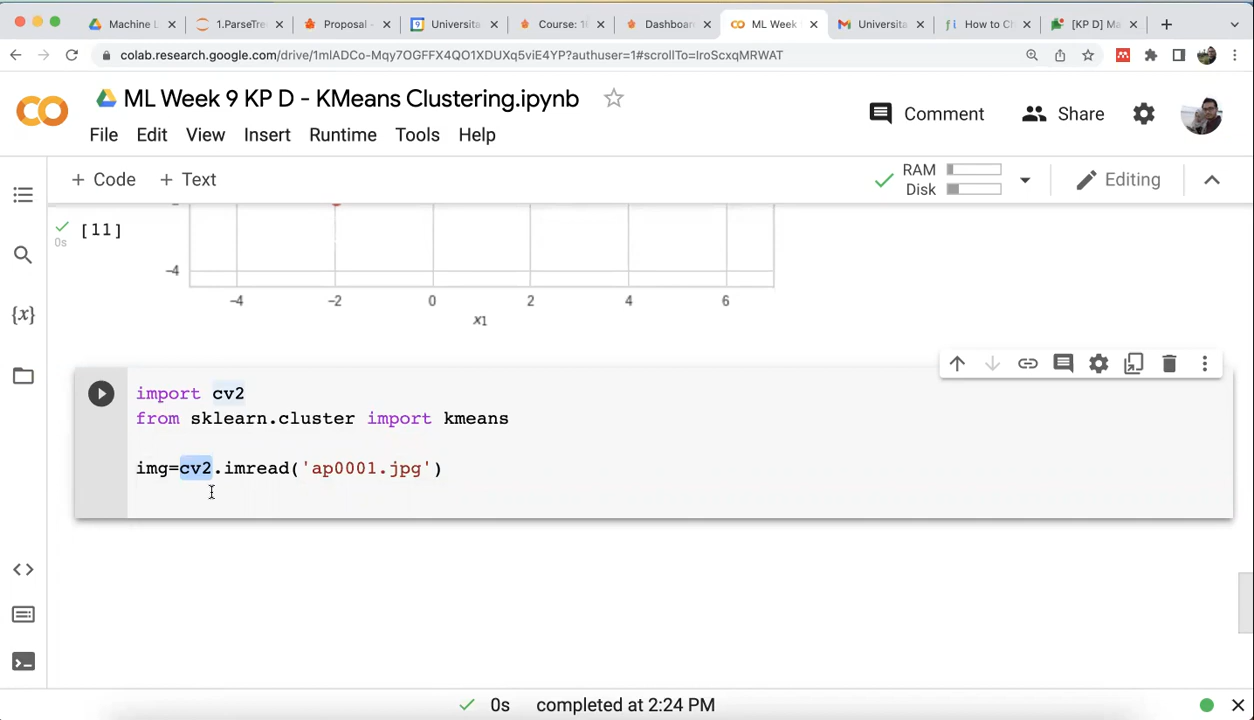 Machine L
1.ParseTre
Proposal -
Universita
Course: 1
Dashboar
ML Week
Universita
How to Ch
[KP D] Ma
colab.research.google.com/drive/1mlADCo-Mqy7OGFFX4QO1XDUXq5viE4YP?authuser=1#scrollTo=IroScxqMRWAT
ML Week 9 KP D - KMeans Clustering.ipynb
Comment
Share
File Edit View Insert Runtime Tools Help
+ Code + Text
RAM
Disk
Editing
[11]
0s
-4
-4 -2 0 2 4 6
x1
{x}
import cv2
from sklearn.cluster import kmeans
img=cv2.imread('ap0001.jpg')
0s completed at 2:24 PM